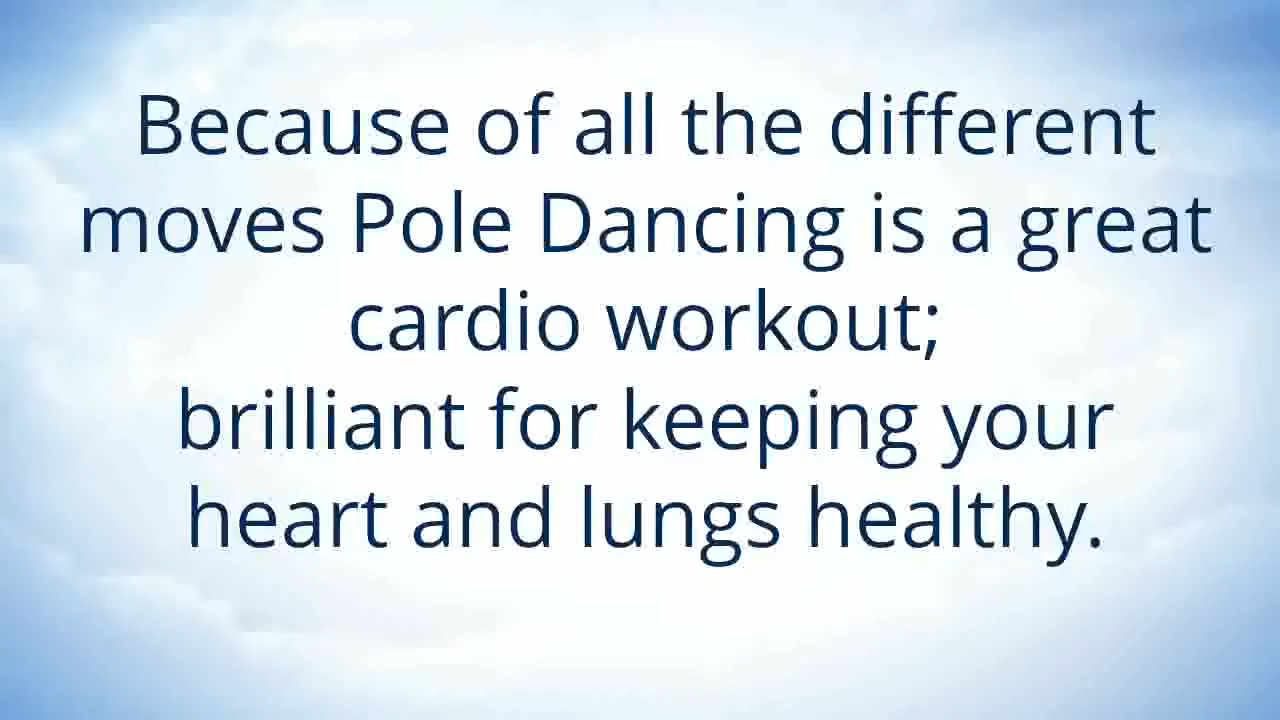 Because of all the different
moves Pole Dancing is a great
cardio workout;
brilliant for keeping your
heart and lungs healthy.